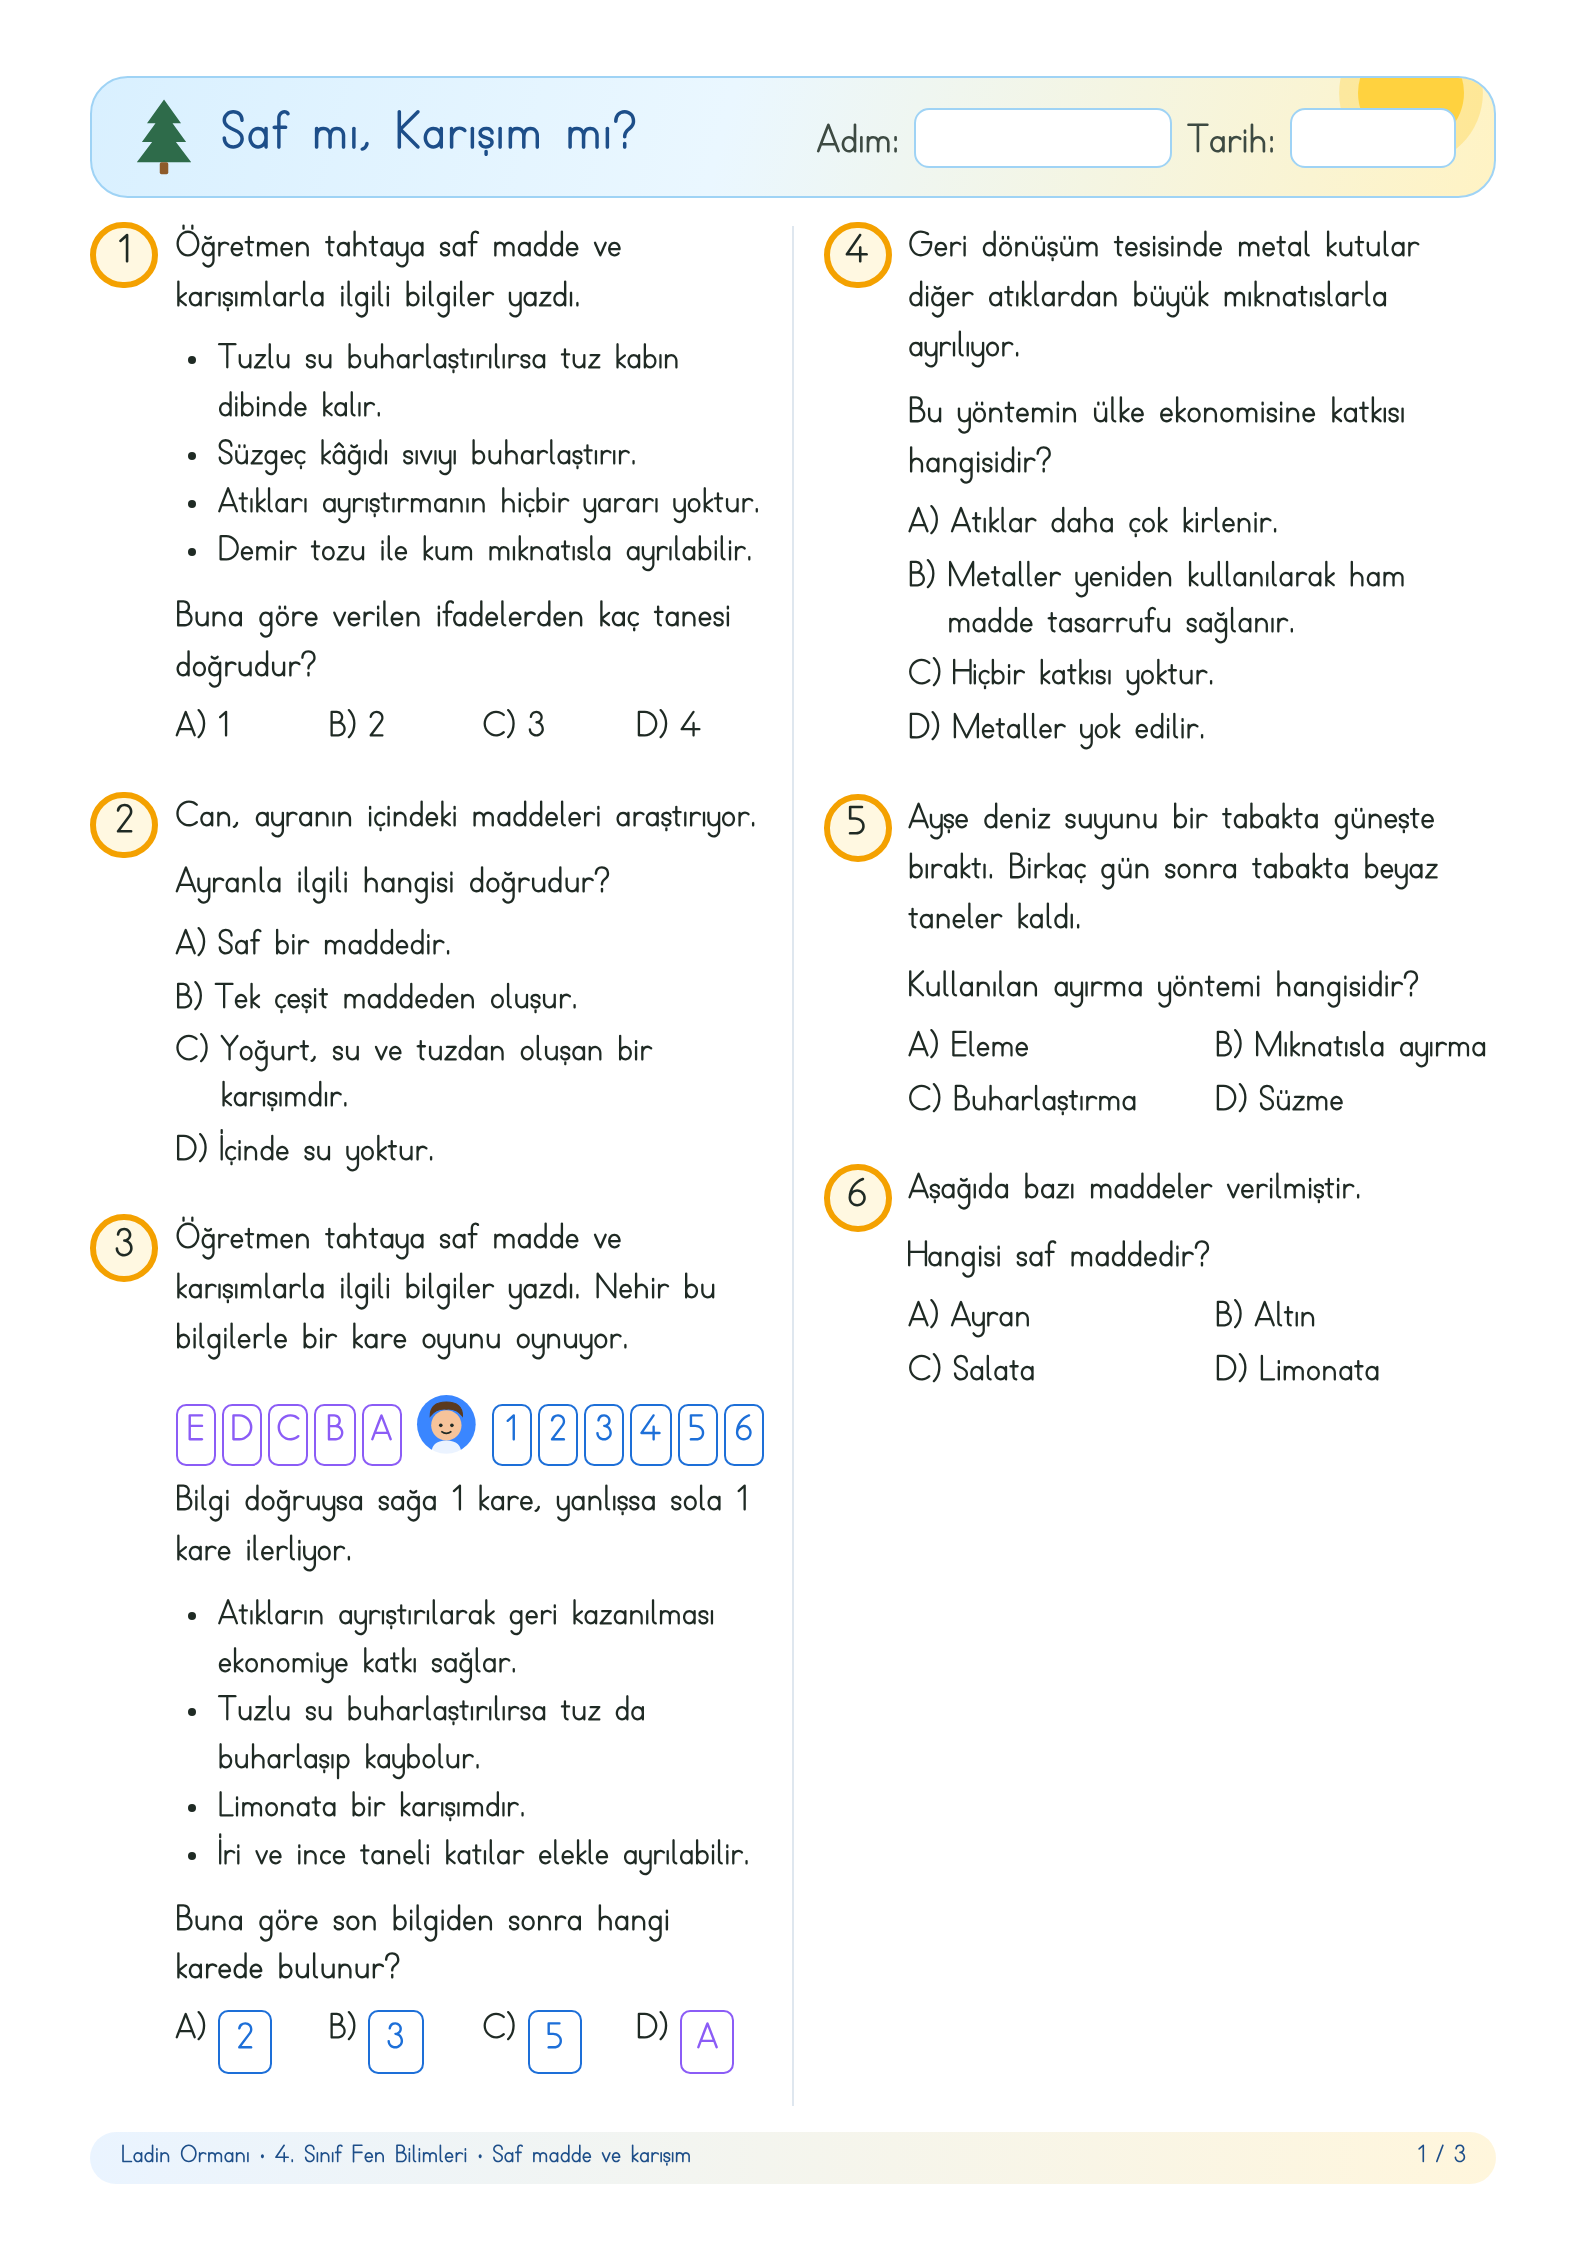 Saf mı, Karışım mı?
Adım:
Tarih:
1
Öğretmen tahtaya saf madde ve
karışımlarla ilgili bilgiler yazdı.
• Tuzlu su buharlaştırılırsa tuz kabın
dibinde kalır.
• Süzgeç kâğıdı sıvıyı buharlaştırır.
• Atıkları ayrıştırmanın hiçbir yararı yoktur.
• Demir tozu ile kum mıknatısla ayrılabilir.
Buna göre verilen ifadelerden kaç tanesi
doğrudur?
A) 1 B) 2 C) 3 D) 4
2
Can, ayranın içindeki maddeleri araştırıyor.
Ayranla ilgili hangisi doğrudur?
A) Saf bir maddedir.
B) Tek çeşit maddeden oluşur.
C) Yoğurt, su ve tuzdan oluşan bir
karışımdır.
D) İçinde su yoktur.
3
Öğretmen tahtaya saf madde ve
karışımlarla ilgili bilgiler yazdı. Nehir bu
bilgilerle bir kare oyunu oynuyor.
E D C B A 1 2 3 4 5 6
Bilgi doğruysa sağa 1 kare, yanlışsa sola 1
kare ilerliyor.
• Atıkların ayrıştırılarak geri kazanılması
ekonomiye katkı sağlar.
• Tuzlu su buharlaştırılırsa tuz da
buharlaşıp kaybolur.
• Limonata bir karışımdır.
• İri ve ince taneli katılar elekle ayrılabilir.
Buna göre son bilgiden sonra hangi
karede bulunur?
A) 2 B) 3 C) 5 D) A
4
Geri dönüşüm tesisinde metal kutular
diğer atıklardan büyük mıknatıslarla
ayrılıyor.
Bu yöntemin ülke ekonomisine katkısı
hangisidir?
A) Atıklar daha çok kirlenir.
B) Metaller yeniden kullanılarak ham
madde tasarrufu sağlanır.
C) Hiçbir katkısı yoktur.
D) Metaller yok edilir.
5
Ayşe deniz suyunu bir tabakta güneşte
bıraktı. Birkaç gün sonra tabakta beyaz
taneler kaldı.
Kullanılan ayırma yöntemi hangisidir?
A) Eleme B) Mıknatısla ayırma
C) Buharlaştırma D) Süzme
6
Aşağıda bazı maddeler verilmiştir.
Hangisi saf maddedir?
A) Ayran B) Altın
C) Salata D) Limonata
Ladin Ormanı • 4. Sınıf Fen Bilimleri • Saf madde ve karışım
1 / 3